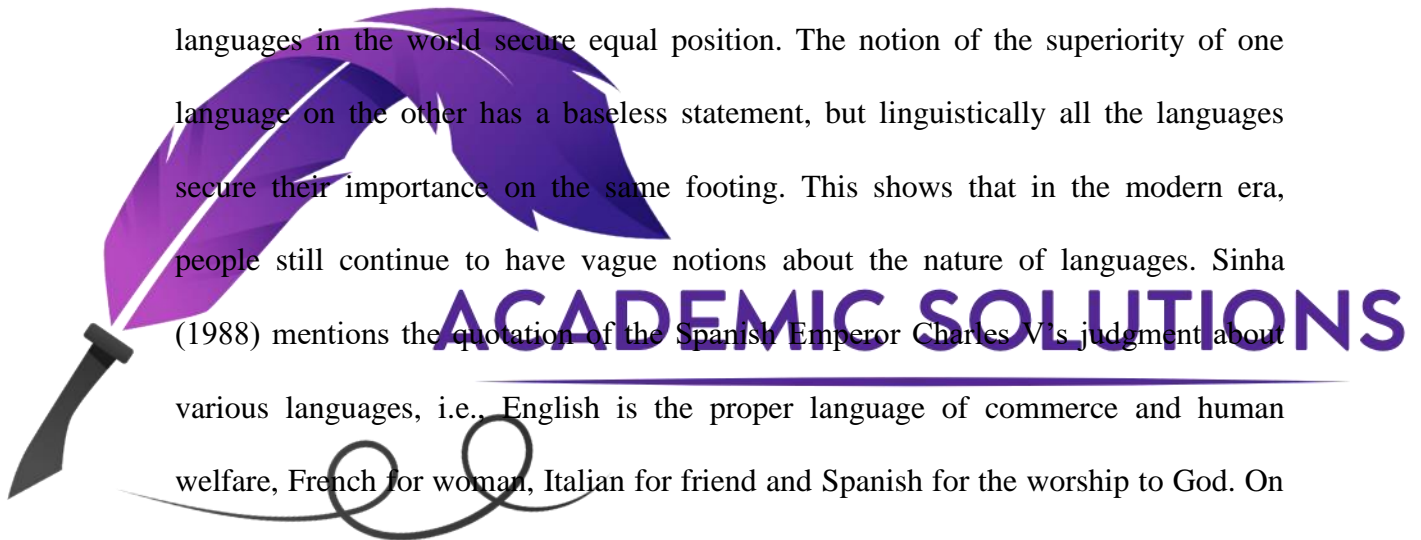 languages in the world secure equal position. The notion of the superiority of one
language on the other has a baseless statement, but linguistically all the languages
secure their importance on the same footing. This shows that in the modern era,
people still continue to have vague notions about the nature of languages. Sinha
ACADEMIC SOLUTIONS
(1988) mentions the quotation of the Spanish Emperor Charles V's judgment about
various languages, i.e., English is the proper language of commerce and human
welfare, French for woman, Italian for friend and Spanish for the worship to God. On